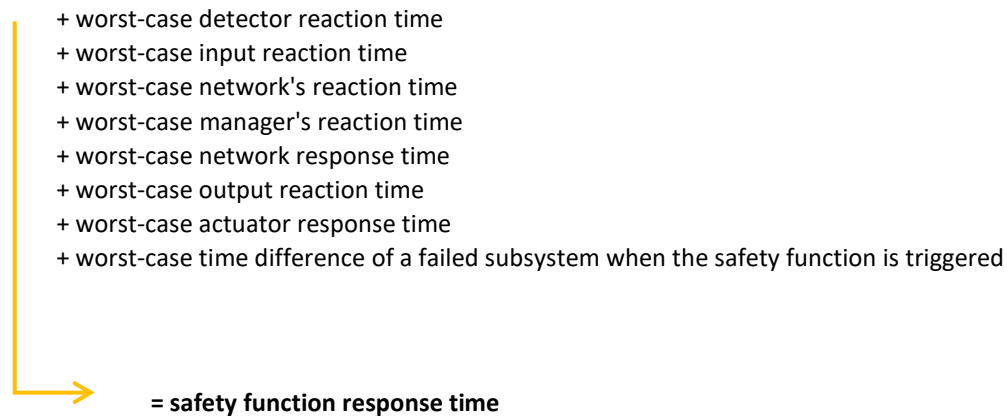 + worst-case detector reaction time
+ worst-case input reaction time
+ worst-case network's reaction time
+ worst-case manager's reaction time
+ worst-case network response time
+ worst-case output reaction time
+ worst-case actuator response time
+ worst-case time difference of a failed subsystem when the safety function is triggered
= safety function response time